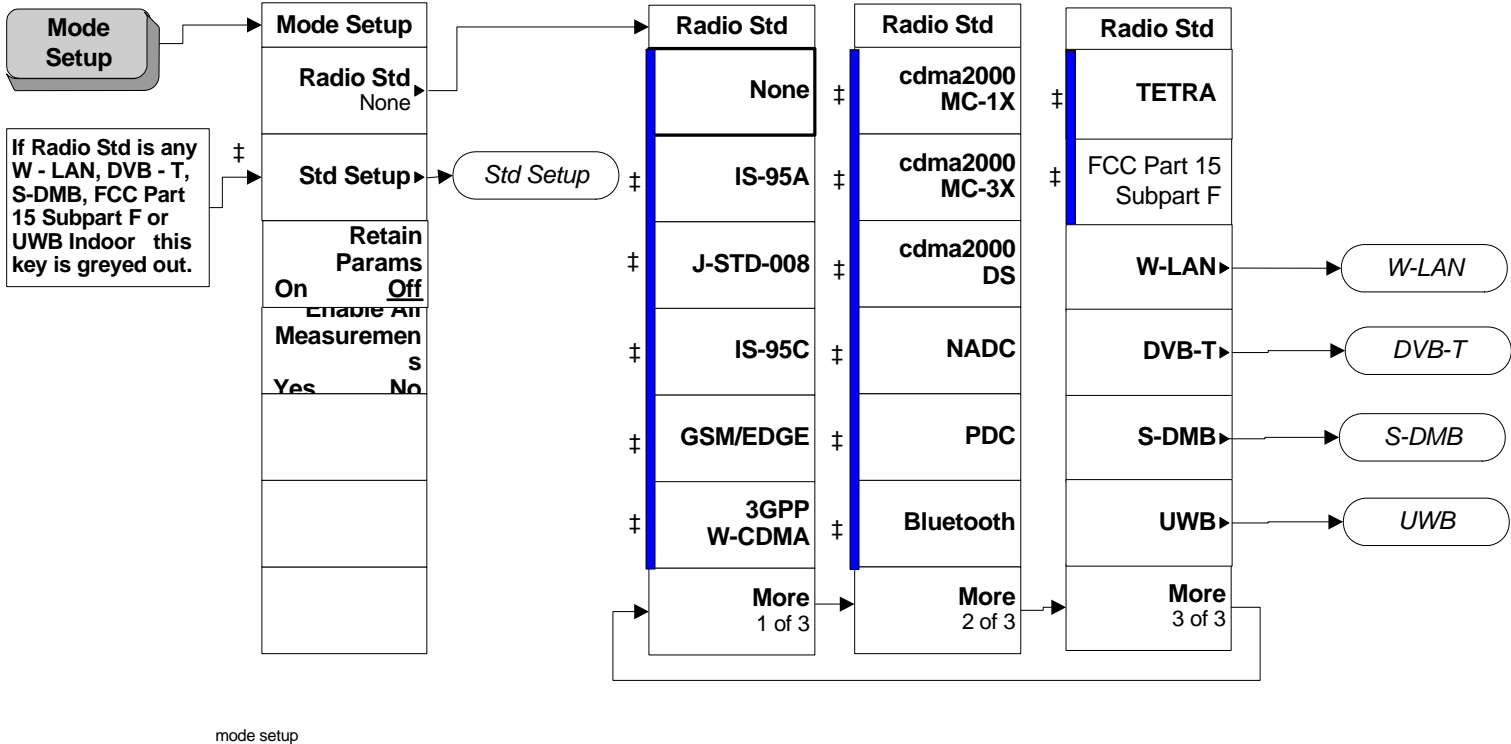 Mode
Setup
If Radio Std is any
W - LAN, DVB - T,
S-DMB, FCC Part
15 Subpart F or
UWB Indoor this
key is greyed out.
‡
Mode Setup
Radio Std
None
Std Setup
Retain
Params
On Off
Enable All
Measuremen
s
Yes No
Std Setup
Radio Std
None
‡ IS-95A
‡ J-STD-008
‡ IS-95C
‡ GSM/EDGE
‡ 3GPP
W-CDMA
More
1 of 3
Radio Std
‡ cdma2000
MC-1X
‡ cdma2000
MC-3X
‡ cdma2000
DS
‡ NADC
‡ PDC
‡ Bluetooth
More
2 of 3
Radio Std
‡ TETRA
‡ FCC Part 15
Subpart F
W-LAN
DVB-T
S-DMB
UWB
More
3 of 3
W-LAN
DVB-T
S-DMB
UWB
mode setup